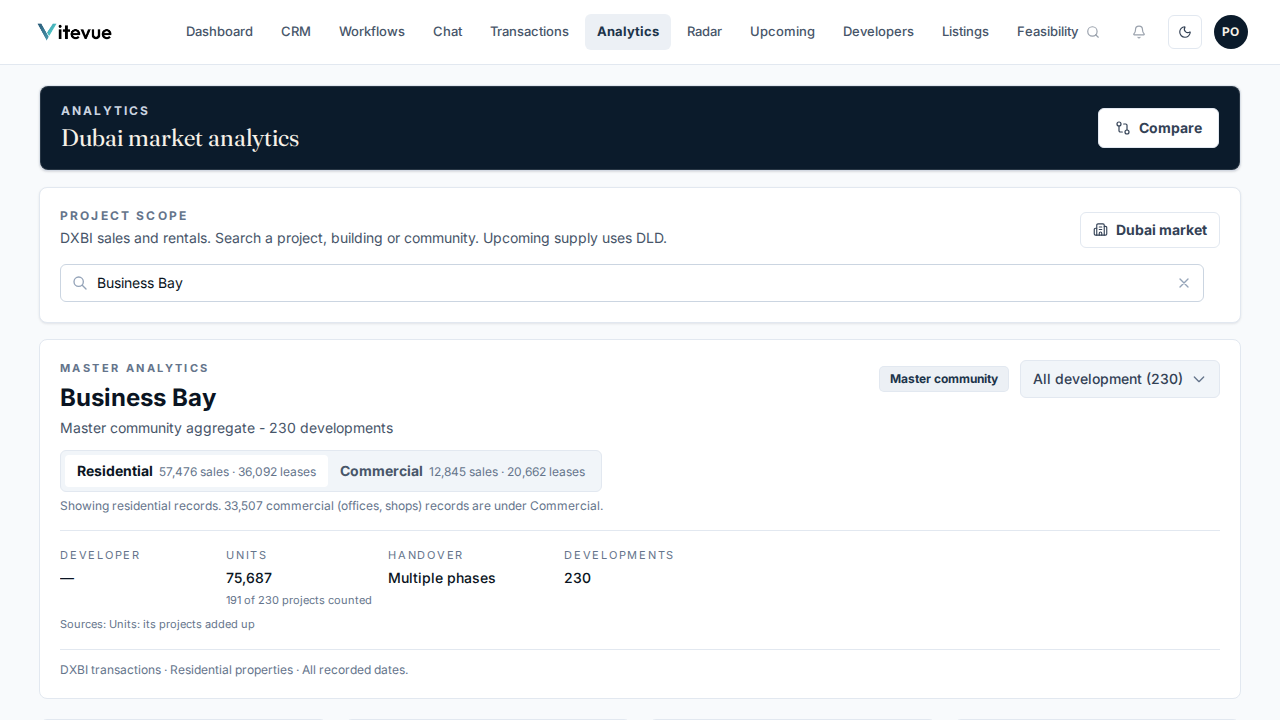 Vitevue
Dashboard CRM Workflows Chat Transactions Analytics Radar Upcoming Developers Listings Feasibility PO
ANALYTICS
Dubai market analytics
Compare
PROJECT SCOPE
DXBI sales and rentals. Search a project, building or community. Upcoming supply uses DLD.
Dubai market
Business Bay
MASTER ANALYTICS
Business Bay
Master community
All development (230)
Master community aggregate - 230 developments
Residential 57,476 sales · 36,092 leases Commercial 12,845 sales · 20,662 leases
Showing residential records. 33,507 commercial (offices, shops) records are under Commercial.
DEVELOPER UNITS HANDOVER DEVELOPMENTS
— 75,687 Multiple phases 230
191 of 230 projects counted
Sources: Units: its projects added up
DXBI transactions · Residential properties · All recorded dates.